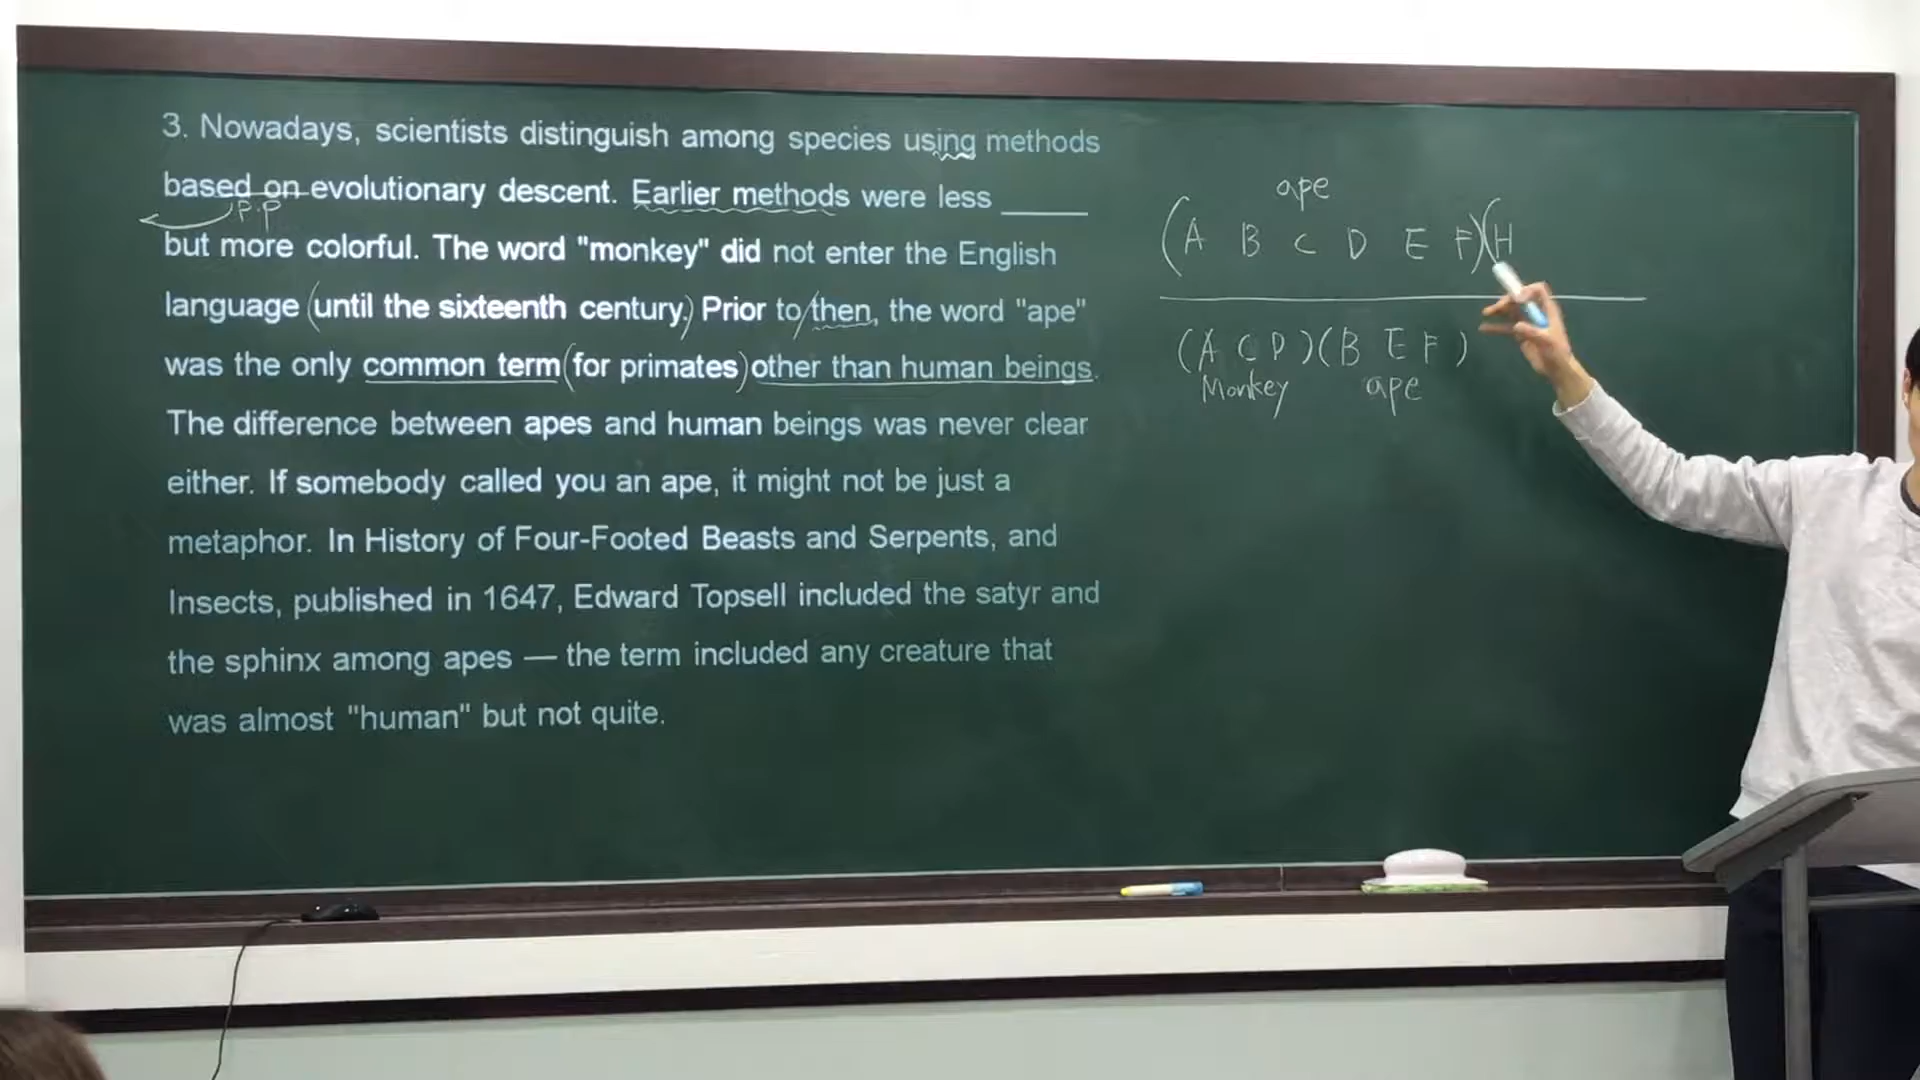 3. Nowadays, scientists distinguish among species using methods
based on evolutionary descent. Earlier methods were less ______
P.P
but more colorful. The word "monkey" did not enter the English
language (until the sixteenth century.) Prior to/then, the word "ape"
was the only common term (for primates) other than human beings.
The difference between apes and human beings was never clear
either. If somebody called you an ape, it might not be just a
metaphor. In History of Four-Footed Beasts and Serpents, and
Insects, published in 1647, Edward Topsell included the satyr and
the sphinx among apes — the term included any creature that
was almost "human" but not quite.
ape
(A B C D E F)(H
(A C D)(B E F)
Monkey ape